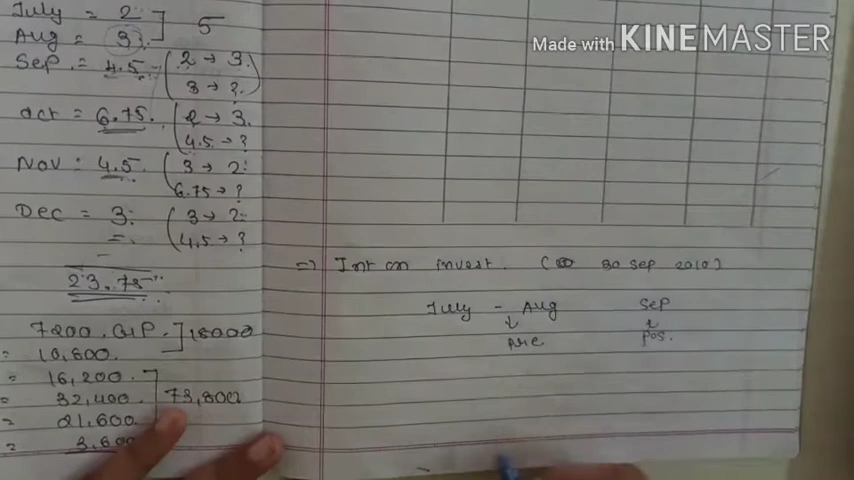 Made with KINEMASTER
July = 2
Aug = 3.
5
Sep. = 4.5
2 → 3.
3 → ?
Oct = 6.75.
2 → 3.
4.5 → ?
Nov = 4.5
3 → 2
6.75 → ?
Dec = 3
3 → 2
4.5 → ?
23.75
7200. GIP.
18000
= 10,800.
= 16,200
= 32,400.
73,800
= 21,600
= 3,600
=> Int on invest. ( 30 Sep 2010)
July - Aug Sep
↓ ↓
pre pos.